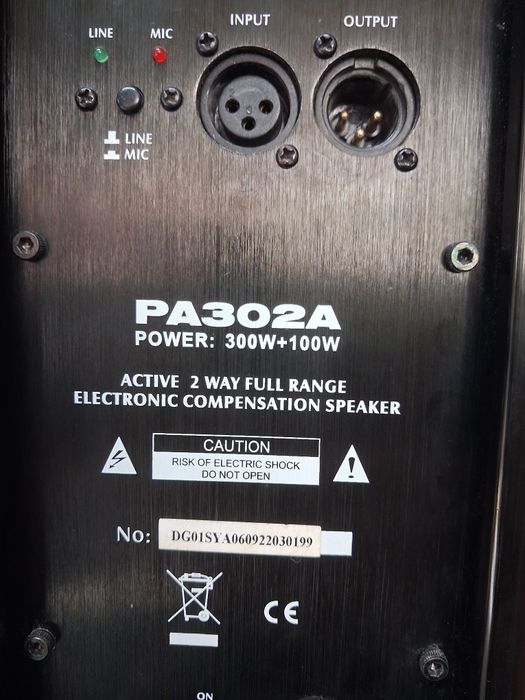 INPUT
OUTPUT
LINE
MIC
LINE
MIC
PA302A
POWER: 300W+100W
ACTIVE 2 WAY FULL RANGE
ELECTRONIC COMPENSATION SPEAKER
CAUTION
RISK OF ELECTRIC SHOCK
DO NOT OPEN
No: DG01SYA060922030199
CE
ON